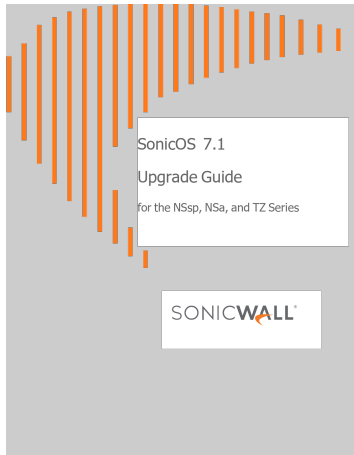 SonicOS 7.1
Upgrade Guide
for the NSsp, NSa, and TZ Series
SONICWALL®